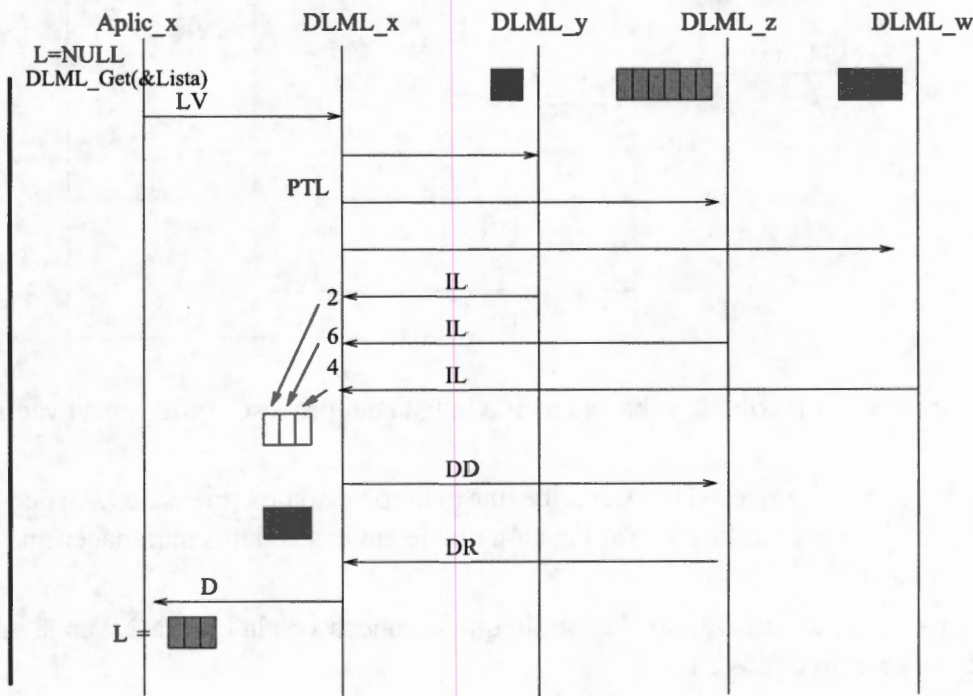 Aplic_x DLML_x DLML_y DLML_z DLML_w
L=NULL
DLML_Get(&Lista)
LV
PTL
IL
2
IL
6
IL
4
DD
DR
D
L =